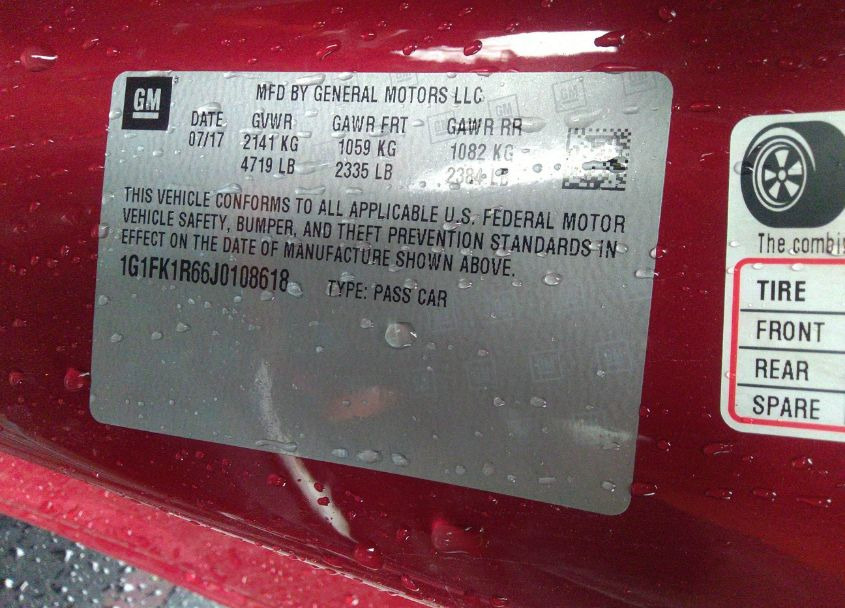 GM
MFD BY GENERAL MOTORS LLC
DATE GVWR GAWR FRT GAWR RR
07/17 2141 KG 1059 KG 1082 KG
4719 LB 2335 LB 2384 LB
THIS VEHICLE CONFORMS TO ALL APPLICABLE U.S. FEDERAL MOTOR
VEHICLE SAFETY, BUMPER, AND THEFT PREVENTION STANDARDS IN
EFFECT ON THE DATE OF MANUFACTURE SHOWN ABOVE.
1G1FK1R66J0108618 TYPE: PASS CAR
The
TIRE
FRONT
REAR
SPARE